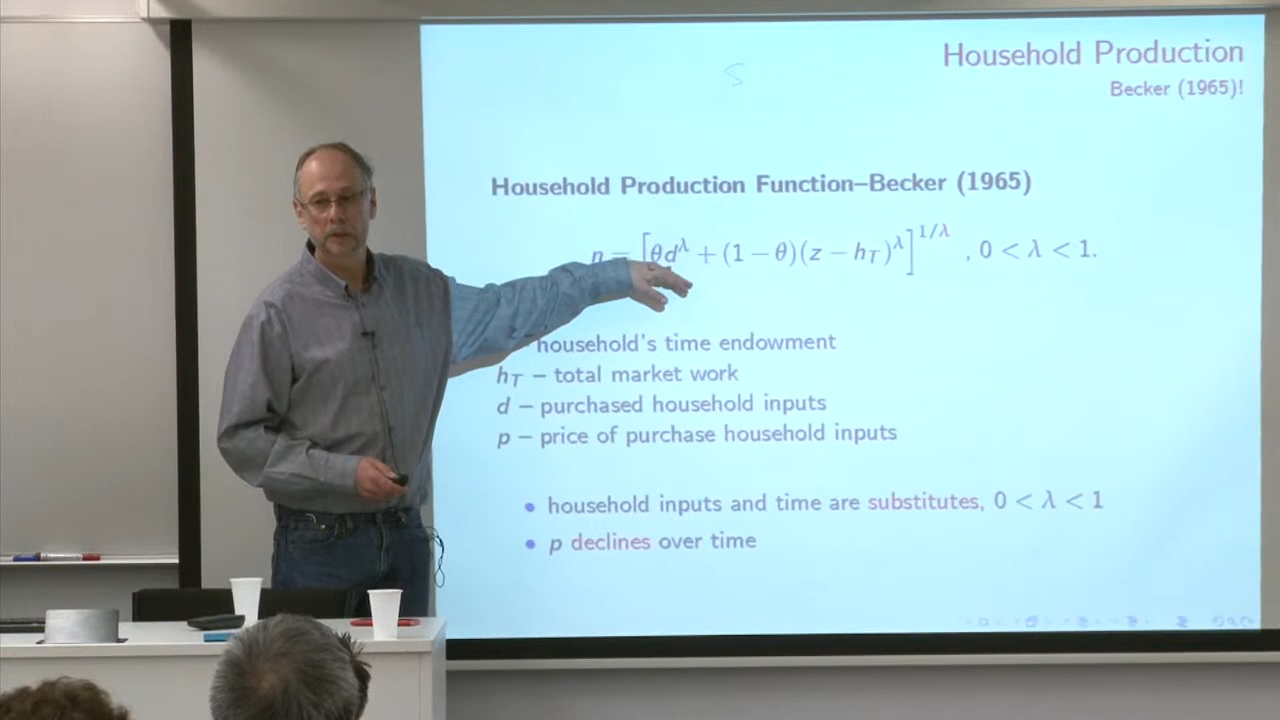 Household Production
Becker (1965)!
S
Household Production Function–Becker (1965)
n = [θd^λ + (1 − θ)(z − h_T)^λ]^{1/λ} , 0 < λ < 1.
household's time endowment
h_T – total market work
d – purchased household inputs
p – price of purchase household inputs
• household inputs and time are substitutes, 0 < λ < 1
• p declines over time